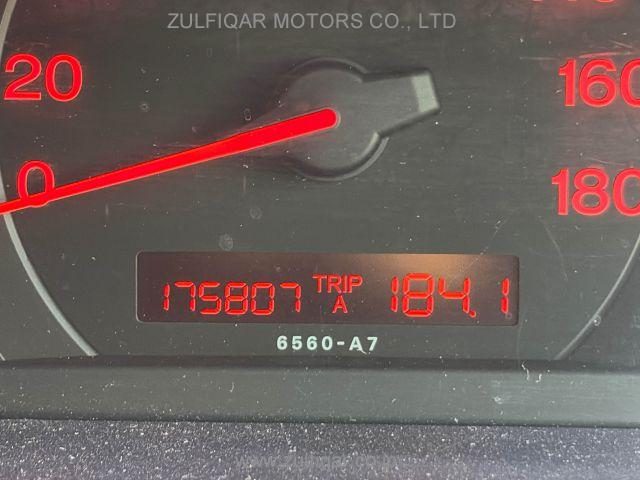 ZULFIQAR MOTORS CO., LTD
20
160
0
180
175807 TRIP A 184.1
6560-A7